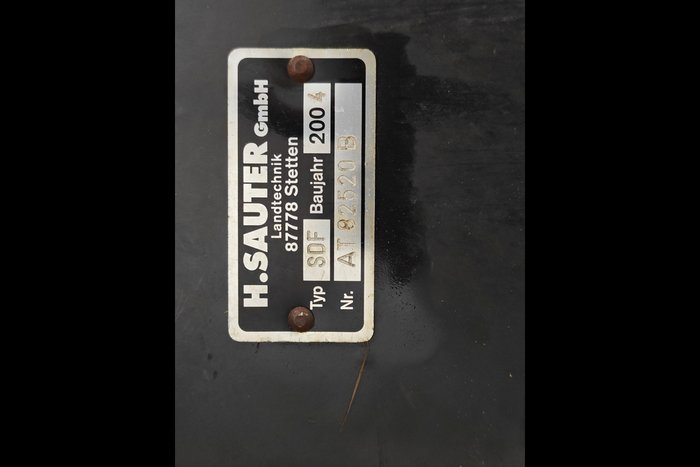 H.SAUTER GmbH
Landtechnik
87778 Stetten
Typ SDF Baujahr 2004
Nr. AT 82520 B